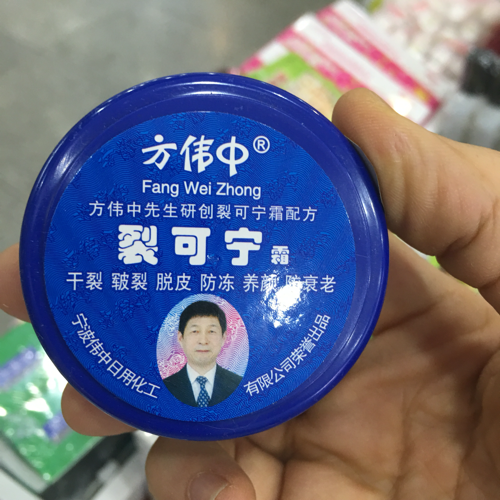 方伟中®
Fang Wei Zhong
方伟中先生研创裂可宁霜配方
裂可宁霜
干裂 皲裂 脱皮 防冻 养颜 防衰老
宁波伟中日用化工
有限公司荣誉出品